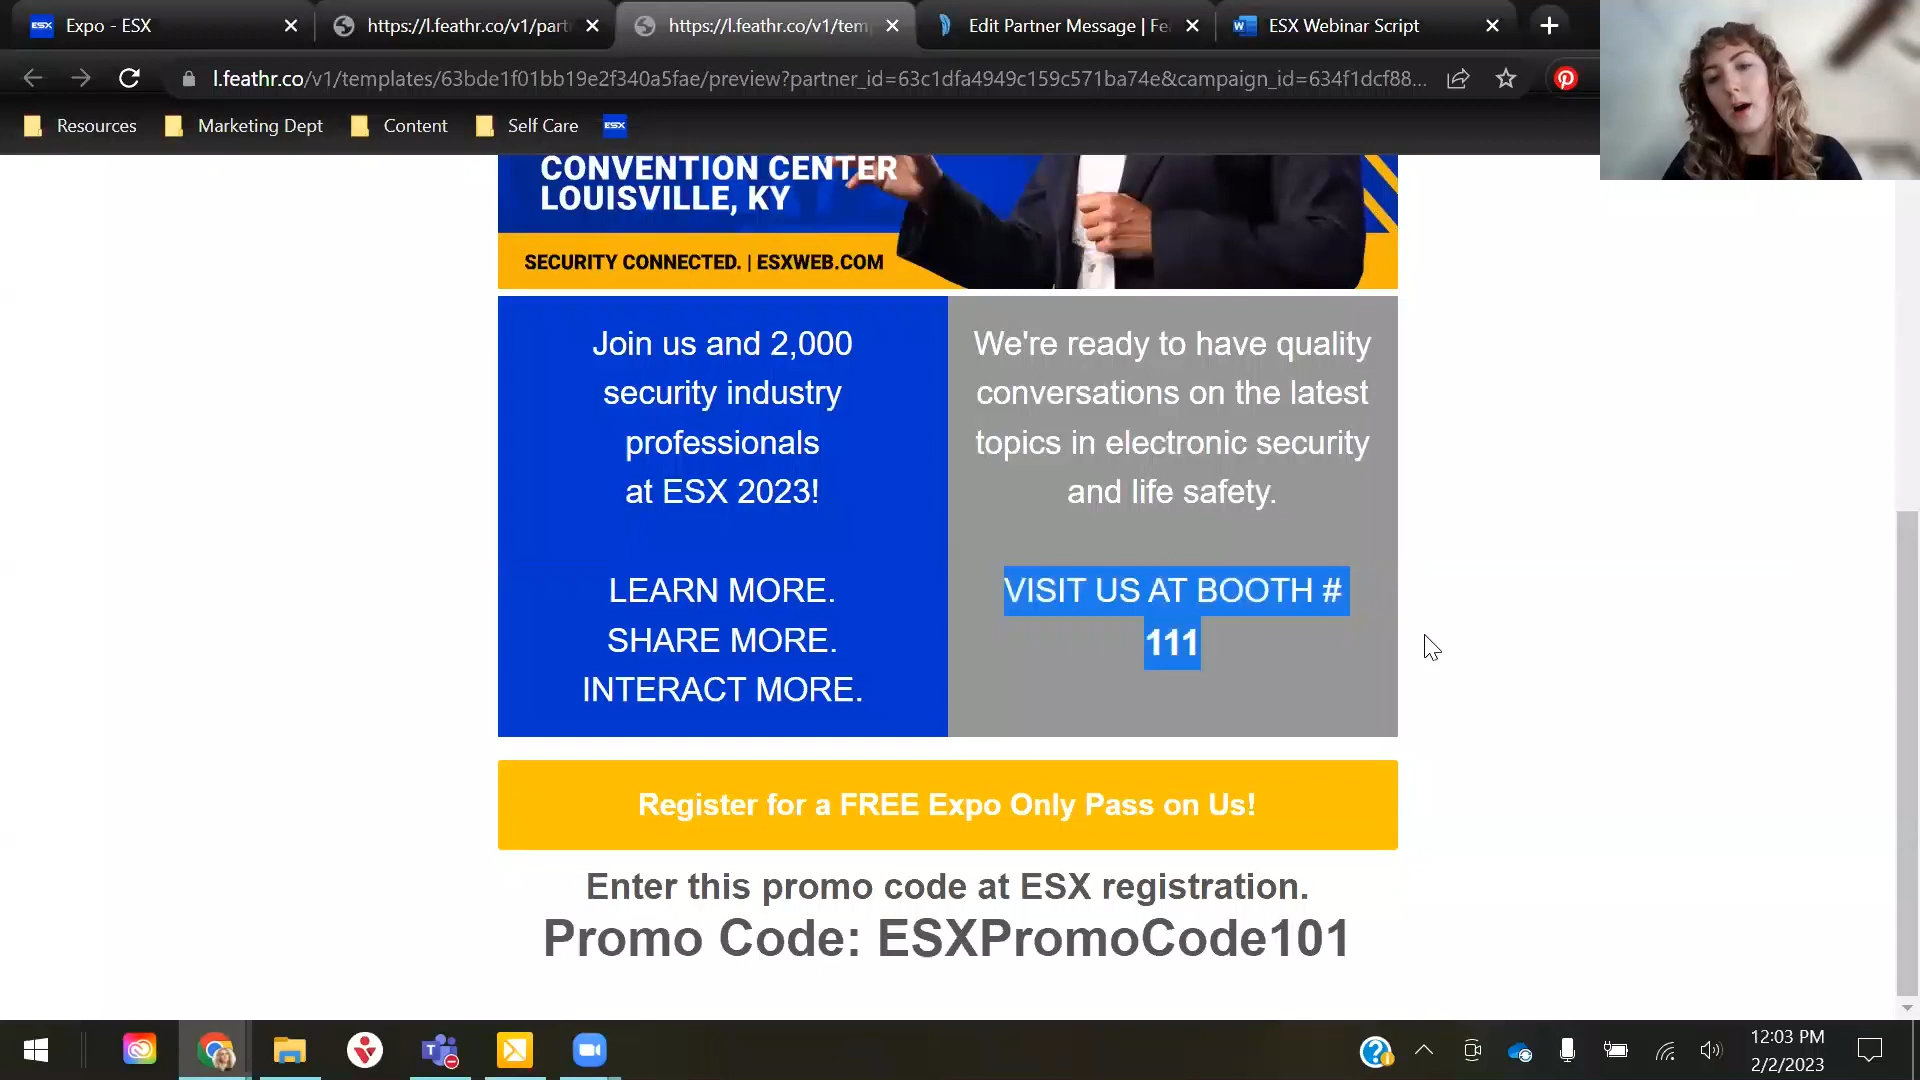 Expo - ESX
https://l.feathr.co/v1/part
https://l.feathr.co/v1/tem
Edit Partner Message | Fe
ESX Webinar Script
l.feathr.co/v1/templates/63bde1f01bb19e2f340a5fae/preview?partner_id=63c1dfa4949c159c571ba74e&campaign_id=634f1dcf88...
Resources
Marketing Dept
Content
Self Care
ESX
CONVENTION CENTER
LOUISVILLE, KY
SECURITY CONNECTED. | ESXWEB.COM
Join us and 2,000
security industry
professionals
at ESX 2023!
LEARN MORE.
SHARE MORE.
INTERACT MORE.
We're ready to have quality
conversations on the latest
topics in electronic security
and life safety.
VISIT US AT BOOTH #
111
Register for a FREE Expo Only Pass on Us!
Enter this promo code at ESX registration.
Promo Code: ESXPromoCode101
12:03 PM
2/2/2023